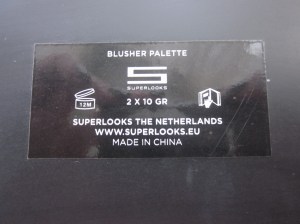 BLUSHER PALETTE
SUPERLOOKS
12M
2 X 10 GR
SUPERLOOKS THE NETHERLANDS
WWW.SUPERLOOKS.EU
MADE IN CHINA